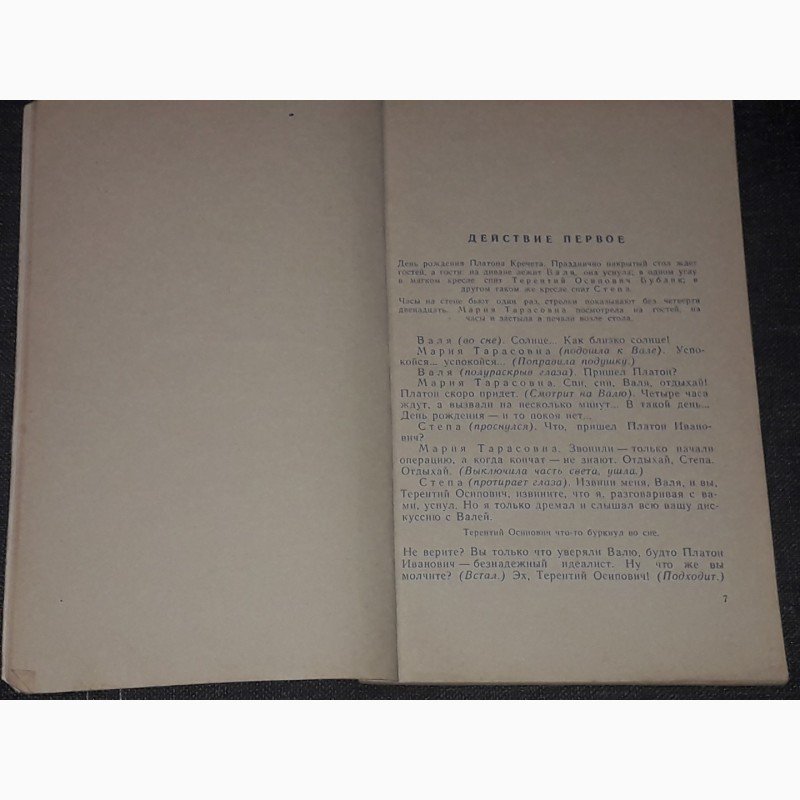 ДЕЙСТВИЕ ПЕРВОЕ
День рождения Платона Кречета. Празднично накрытый стол ждет
гостей, а гости: на диване лежит Валя, она уснула; в одном углу
в мягком кресле спит Терентий Осипович Бублик; в
другом таком же кресле спит Степа.
Часы на стене бьют один раз, стрелки показывают без четверти
двенадцать. Мария Тарасовна посмотрела на гостей, на
часы и застыла в печали возле стола.
Валя (во сне). Солнце... Как близко солнце!
Мария Тарасовна (подошла к Вале). Успо-
койся... успокойся... (Поправила подушку.)
Валя (полураскрыв глаза). Пришел Платон?
Мария Тарасовна. Спи, спи, Валя, отдыхай!
Платон скоро придет. (Смотрит на Валю). Четыре часа
ждут, а вызвали на несколько минут... В такой день...
День рождения — и то покоя нет...
Степа (проснулся). Что, пришел Платон Ивано-
вич?
Мария Тарасовна. Звонили — только начали
операцию, а когда кончат — не знают. Отдыхай, Степа.
Отдыхай. (Выключила часть света, ушла.)
Степа (протирает глаза). Извини меня, Валя, и вы,
Терентий Осипович, извините, что я, разговаривая с ва-
ми, уснул. Но я только дремал и слышал всю вашу дис-
куссию с Валей.
Терентий Осипович что-то буркнул во сне.
Не верите? Вы только что уверяли Валю, будто Платон
Иванович — безнадежный идеалист. Ну что же вы
молчите? (Встал.) Эх, Терентий Осипович! (Подходит.)
7